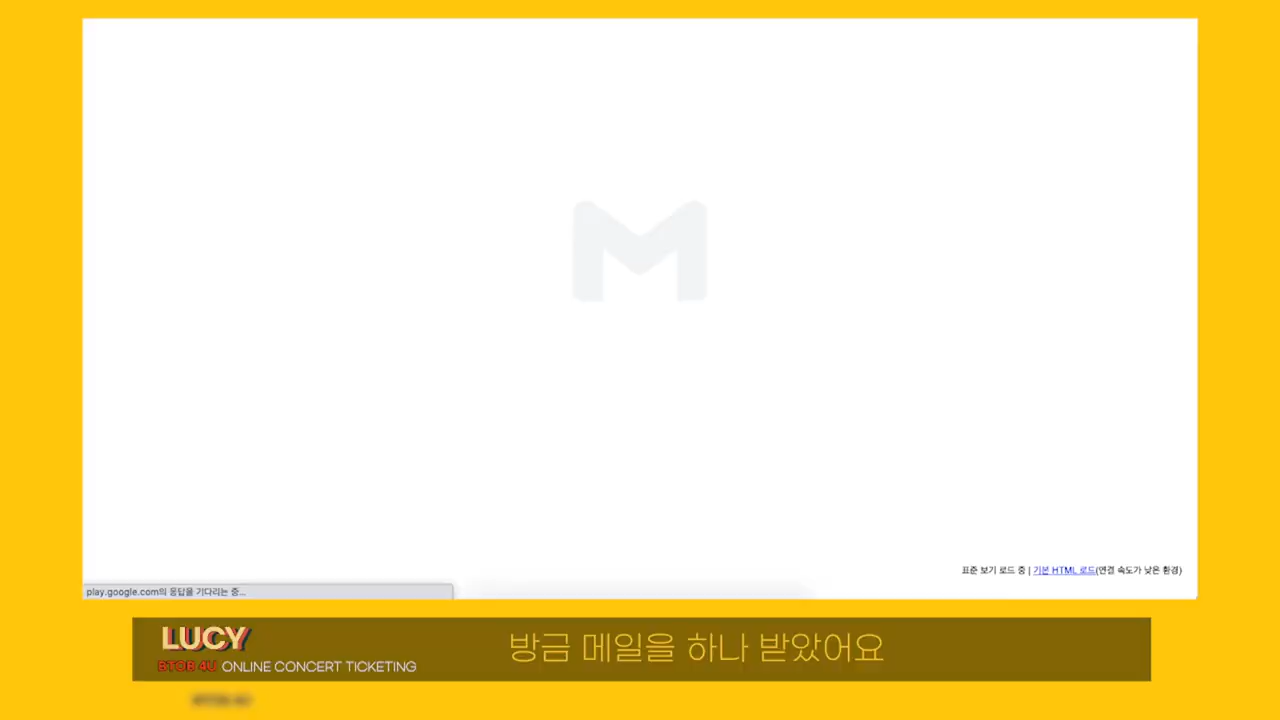 표준 보기 로드 중 | 기본 HTML 로드(연결 속도가 낮은 환경)
play.google.com의 응답을 기다리는 중...
LUCY
방금 메일을 하나 받았어요
BTOB 4U ONLINE CONCERT TICKETING